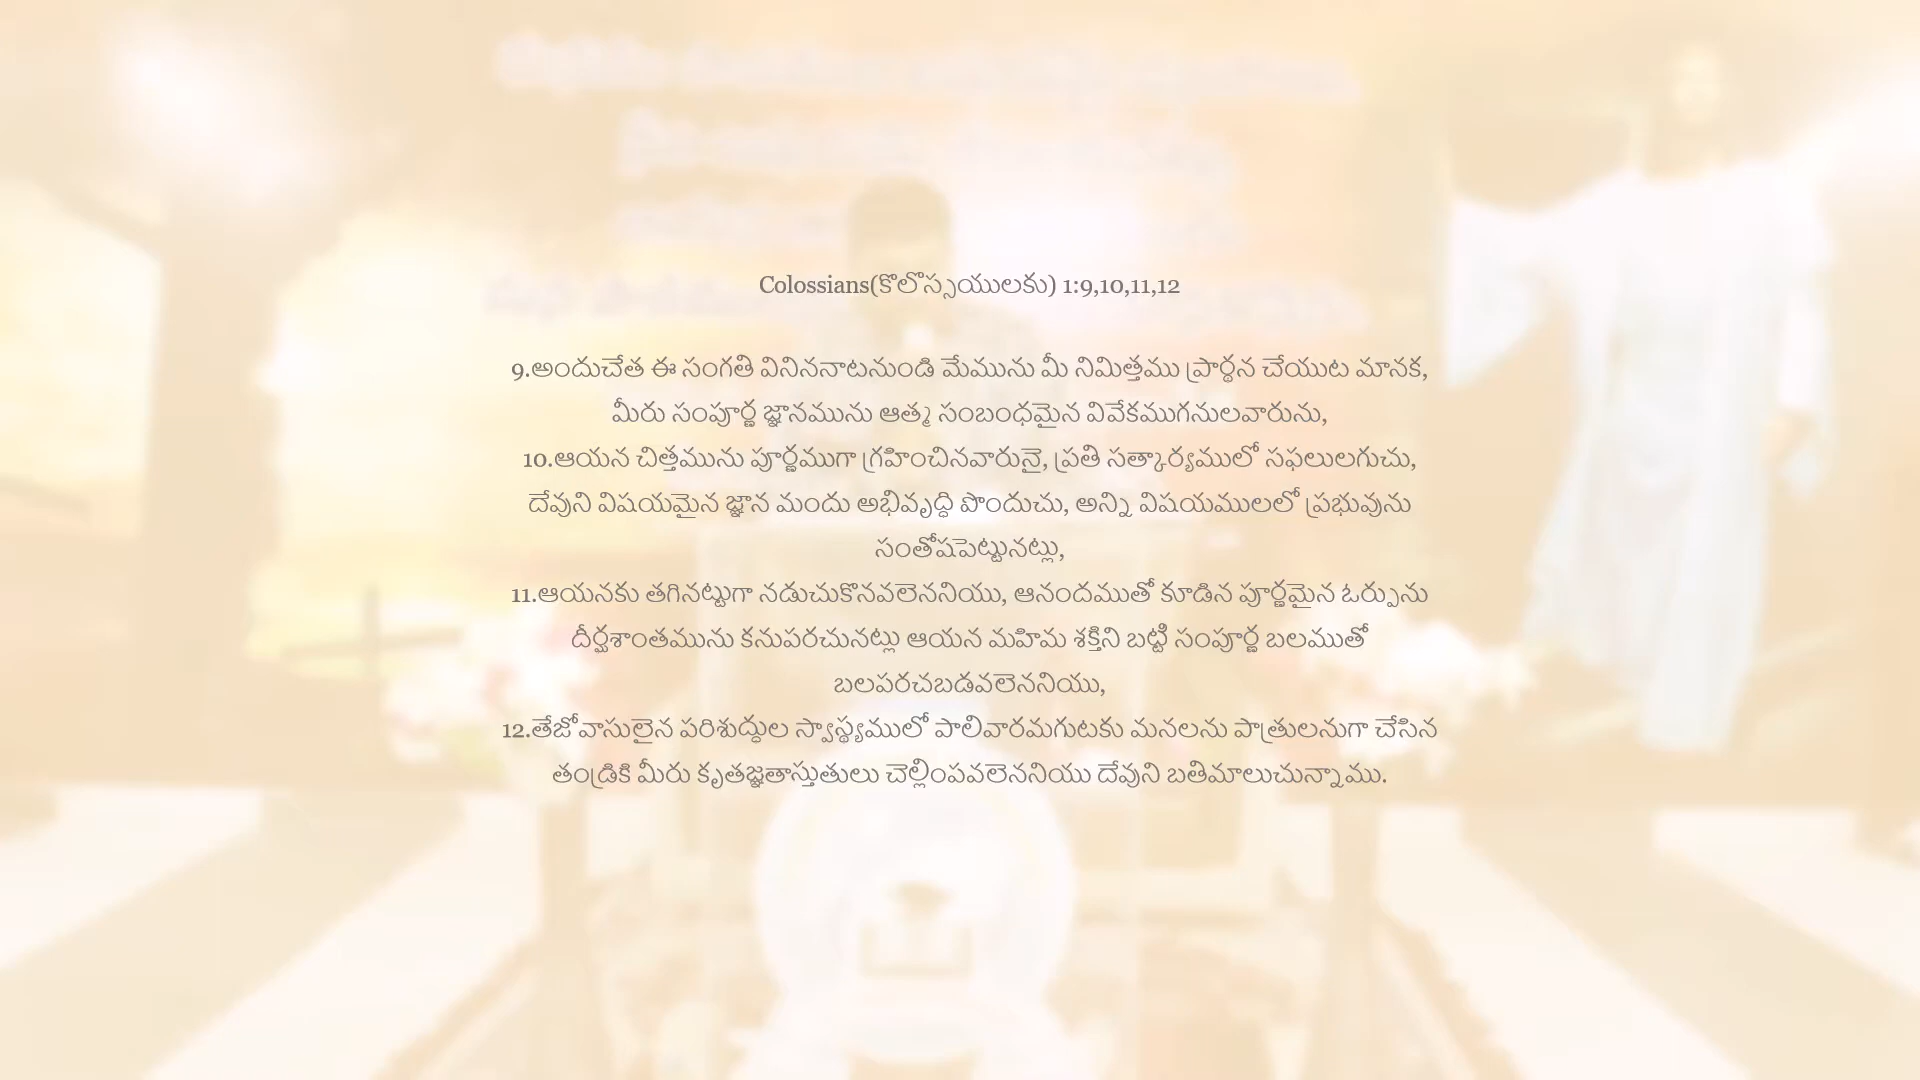 Colossians(కొలొస్సయులకు) 1:9,10,11,12
9.అందుచేత ఈ సంగతి వినిననాటనుండి మేమును మీ నిమిత్తము ప్రార్థన చేయుట మానక,
మీరు సంపూర్ణ జ్ఞానమును ఆత్మ సంబంధమైన వివేకముగనులవారును,
10.ఆయన చిత్తమును పూర్ణముగా గ్రహించినవారునై, ప్రతి సత్కార్యములో సఫలులగుచు,
దేవుని విషయమైన జ్ఞాన మందు అభివృద్ధి పొందుచు, అన్ని విషయములలో ప్రభువును
సంతోషపెట్టునట్లు,
11.ఆయనకు తగినట్టుగా నడుచుకొనవలెననియు, ఆనందముతో కూడిన పూర్ణమైన ఓర్పును
దీర్ఘశాంతమును కనుపరచునట్లు ఆయన మహిమ శక్తిని బట్టి సంపూర్ణ బలముతో
బలపరచబడవలెననియు,
12.తేజోవాసులైన పరిశుద్ధుల స్వాస్థ్యములో పాలివారమగుటకు మనలను పాత్రులనుగా చేసిన
తండ్రికి మీరు కృతజ్ఞతాస్తుతులు చెల్లింపవలెననియు దేవుని బతిమాలుచున్నాము.